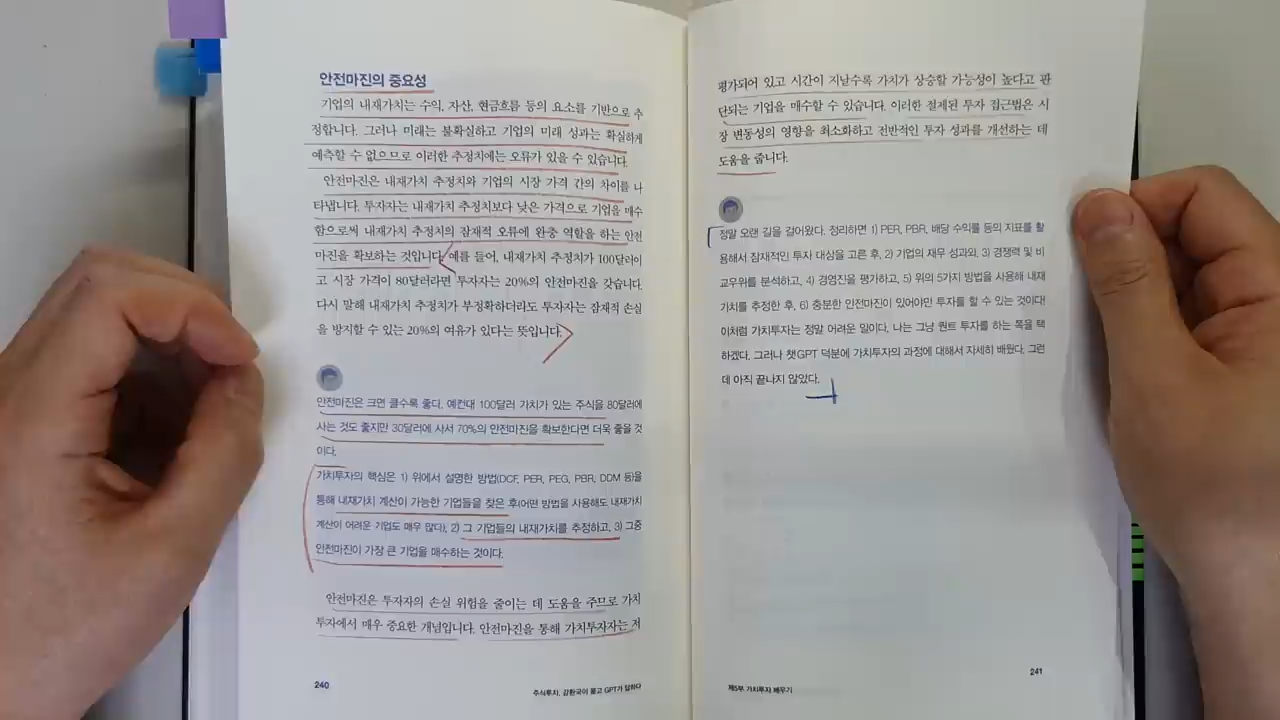 안전마진의 중요성
기업의 내재가치는 수익, 자산, 현금흐름 등의 요소를 기반으로 추
정합니다. 그러나 미래는 불확실하고 기업의 미래 성과는 확실하게
예측할 수 없으므로 이러한 추정치에는 오류가 있을 수 있습니다.
안전마진은 내재가치 추정치와 기업의 시장 가격 간의 차이를 나
타냅니다. 투자자는 내재가치 추정치보다 낮은 가격으로 기업을 매수
함으로써 내재가치 추정치의 잠재적 오류에 완충 역할을 하는 안전
마진을 확보하는 것입니다. 예를 들어, 내재가치 추정치가 100달러이
고 시장 가격이 80달러라면 투자자는 20%의 안전마진을 갖습니다.
다시 말해 내재가치 추정치가 부정확하더라도 투자자는 잠재적 손실
을 방지할 수 있는 20%의 여유가 있다는 뜻입니다.
안전마진은 크면 클수록 좋다. 예컨대 100달러 가치가 있는 주식을 80달러에
사는 것도 좋지만 30달러에 사서 70%의 안전마진을 확보한다면 더욱 좋을 것
이다.
가치투자의 핵심은 1) 위에서 설명한 방법(DCF, PER, PEG, PBR, DDM 등)을
통해 내재가치 계산이 가능한 기업들을 찾은 후(어떤 방법을 사용해도 내재가치
계산이 어려운 기업도 매우 많다), 2) 그 기업들의 내재가치를 추정하고, 3) 그중
안전마진이 가장 큰 기업을 매수하는 것이다.
안전마진은 투자자의 손실 위험을 줄이는 데 도움을 주므로 가치
투자에서 매우 중요한 개념입니다. 안전마진을 통해 가치투자자는 저
240
주식투자, 강환국이 묻고 GPT가 답하다
평가되어 있고 시간이 지날수록 가치가 상승할 가능성이 높다고 판
단되는 기업을 매수할 수 있습니다. 이러한 절제된 투자 접근법은 시
장 변동성의 영향을 최소화하고 전반적인 투자 성과를 개선하는 데
도움을 줍니다.
정말 오랜 길을 걸어왔다. 정리하면 1) PER, PBR, 배당 수익률 등의 지표를 활
용해서 잠재적인 투자 대상을 고른 후, 2) 기업의 재무 성과와, 3) 경쟁력 및 비
교우위를 분석하고, 4) 경영진을 평가하고, 5) 위의 5가지 방법을 사용해 내재
가치를 추정한 후, 6) 충분한 안전마진이 있어야만 투자를 할 수 있는 것이다!
이처럼 가치투자는 정말 어려운 일이다. 나는 그냥 퀀트 투자를 하는 쪽을 택
하겠다. 그러나 챗GPT 덕분에 가치투자의 과정에 대해서 자세히 배웠다. 그런
데 아직 끝나지 않았다.
제5부 가치투자 배우기
241